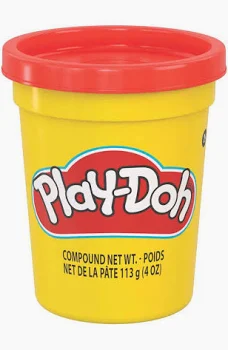 PLAY-DOH
COMPOUND NET WT. - POIDS
NET DE LA PÂTE 113 g (4 OZ)